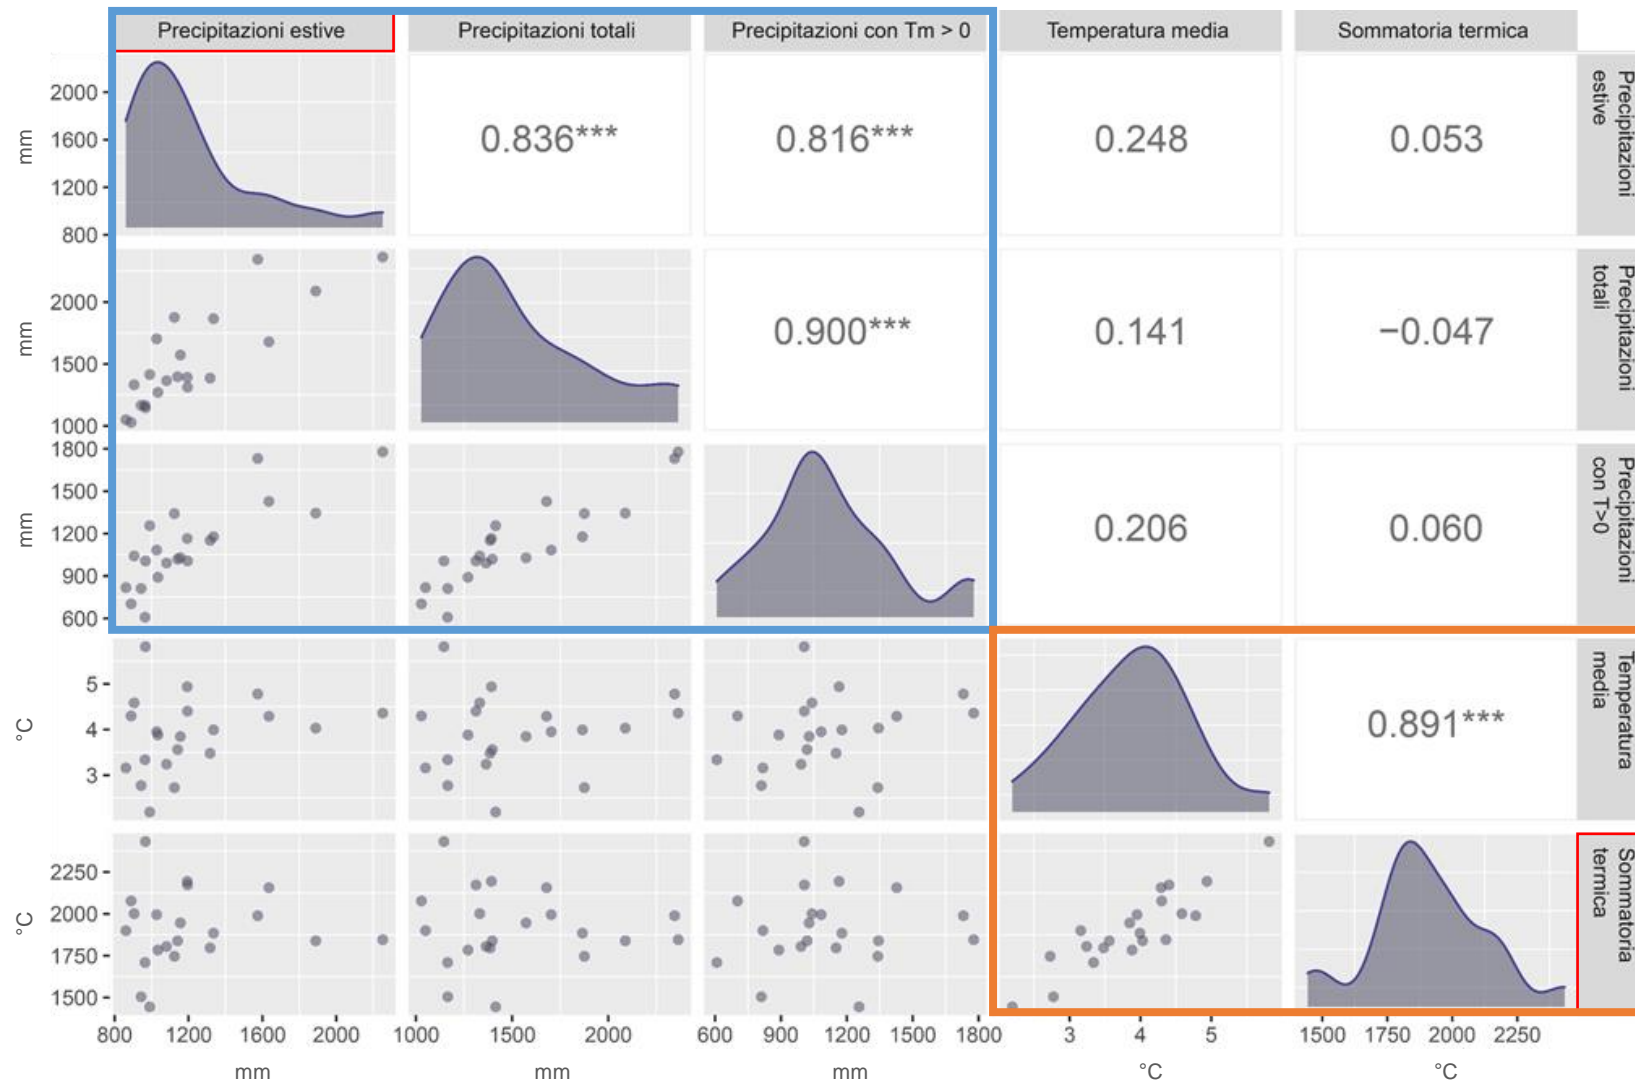 Precipitazioni estive Precipitazioni totali Precipitazioni con Tm > 0 Temperatura media Sommatoria termica
mm
2000
1600
1200
800
0.836***
0.816***
0.248
0.053
Precipitazioni
estive
mm
2000
1500
1000
0.900***
0.141
−0.047
Precipitazioni
totali
mm
1800
1500
1200
900
600
0.206
0.060
Precipitazioni
con T>0
°C
5
4
3
0.891***
Temperatura
media
°C
2250
2000
1750
1500
Sommatoria
termica
800 1200 1600 2000 1000 1500 2000 600 900 1200 1500 1800 3 4 5 1500 1750 2000 2250
mm mm mm °C °C